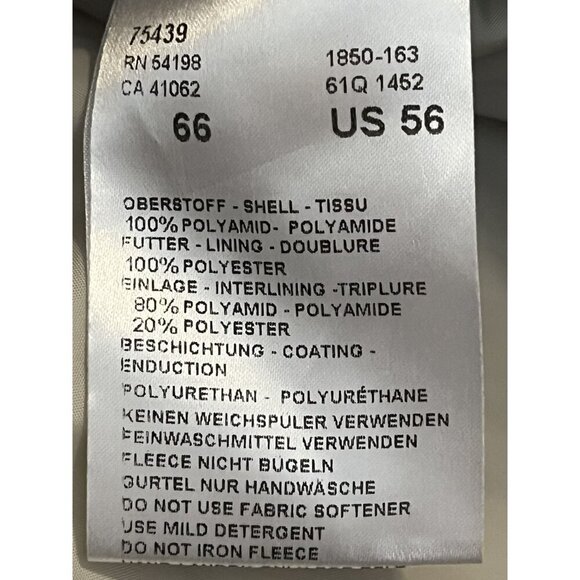 75439
RN 54198 1850-163
CA 41062 61Q 1452
66 US 56
OBERSTOFF - SHELL - TISSU
100% POLYAMID- POLYAMIDE
FUTTER - LINING - DOUBLURE
100% POLYESTER
EINLAGE - INTERLINING -TRIPLURE
80% POLYAMID - POLYAMIDE
20% POLYESTER
BESCHICHTUNG - COATING -
ENDUCTION
POLYURETHAN - POLYURÉTHANE
KEINEN WEICHSPÜLER VERWENDEN
FEINWASCHMITTEL VERWENDEN
FLEECE NICHT BÜGELN
GURTEL NUR HANDWÄSCHE
DO NOT USE FABRIC SOFTENER
USE MILD DETERGENT
DO NOT IRON FLEECE